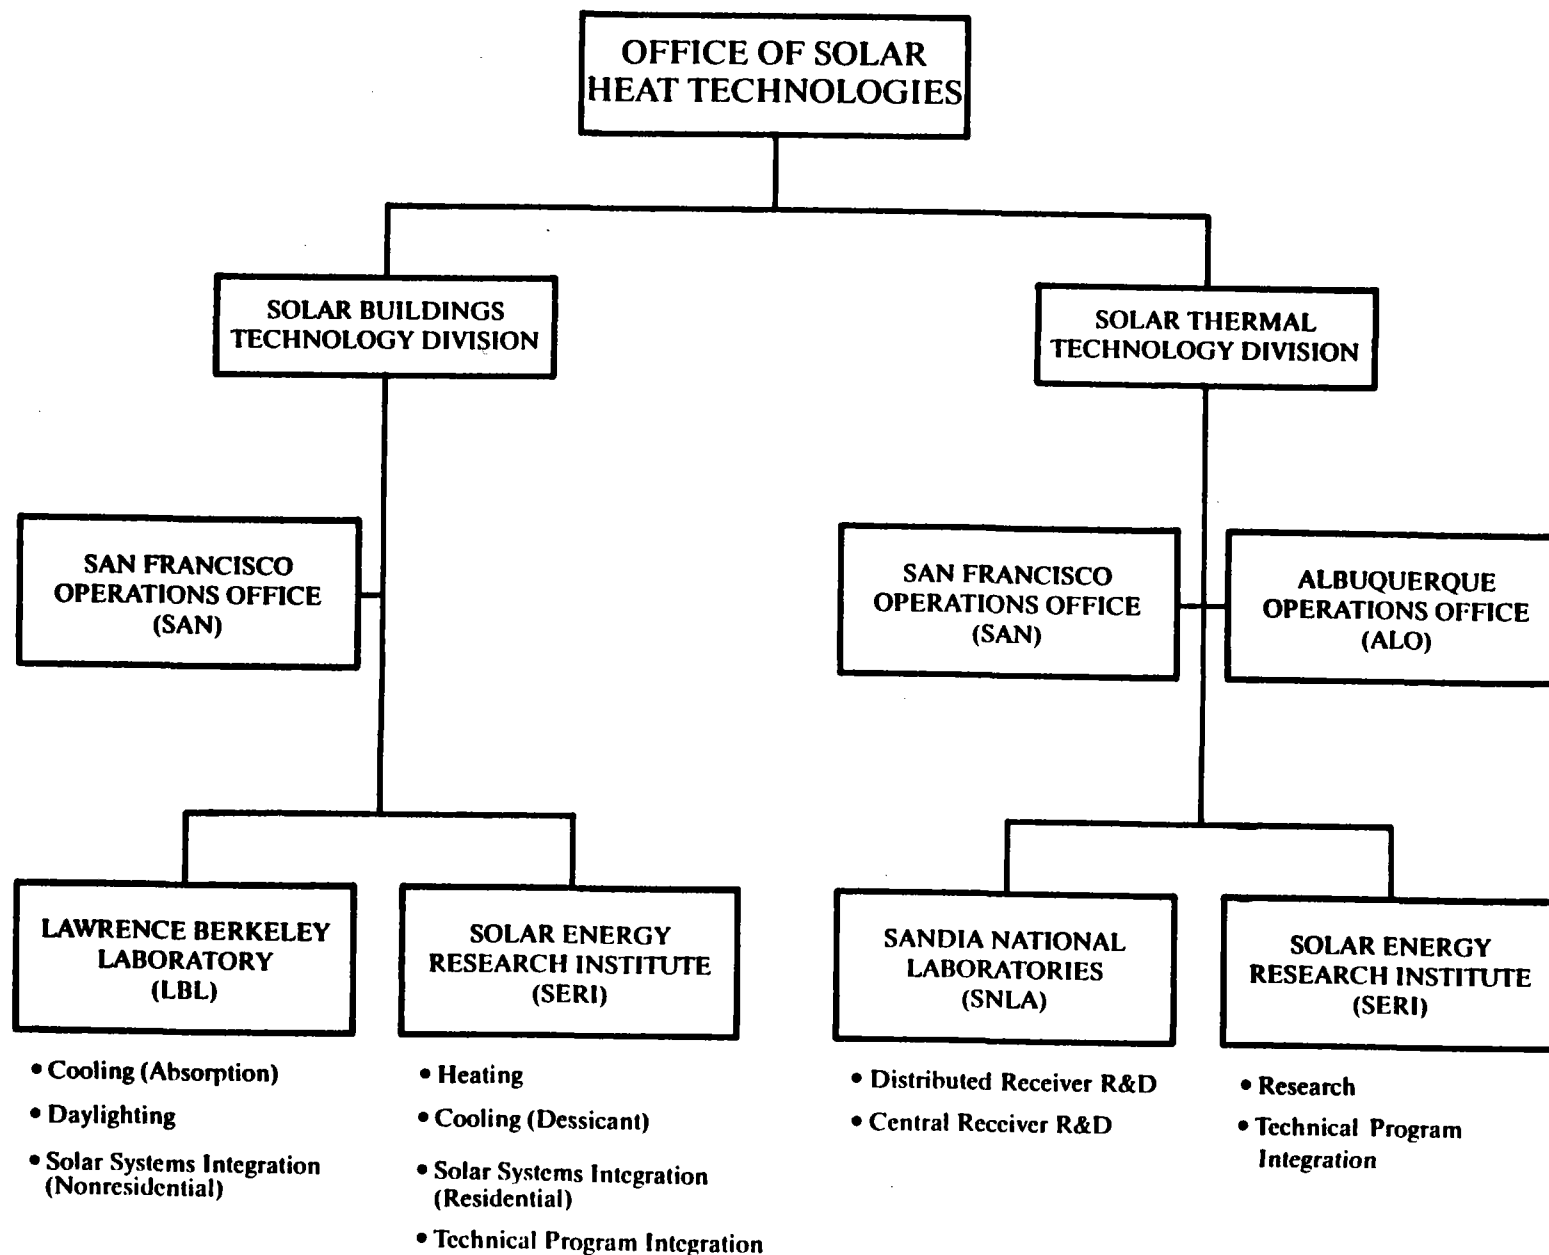 OFFICE OF SOLAR
HEAT TECHNOLOGIES
SOLAR BUILDINGS
TECHNOLOGY DIVISION
SOLAR THERMAL
TECHNOLOGY DIVISION
SAN FRANCISCO
OPERATIONS OFFICE
(SAN)
SAN FRANCISCO
OPERATIONS OFFICE
(SAN)
ALBUQUERQUE
OPERATIONS OFFICE
(ALO)
LAWRENCE BERKELEY
LABORATORY
(LBL)
• Cooling (Absorption)
• Daylighting
• Solar Systems Integration
(Nonresidential)
SOLAR ENERGY
RESEARCH INSTITUTE
(SERI)
• Heating
• Cooling (Dessicant)
• Solar Systems Integration
(Residential)
• Technical Program Integration
SANDIA NATIONAL
LABORATORIES
(SNLA)
• Distributed Receiver R&D
• Central Receiver R&D
SOLAR ENERGY
RESEARCH INSTITUTE
(SERI)
• Research
• Technical Program
Integration